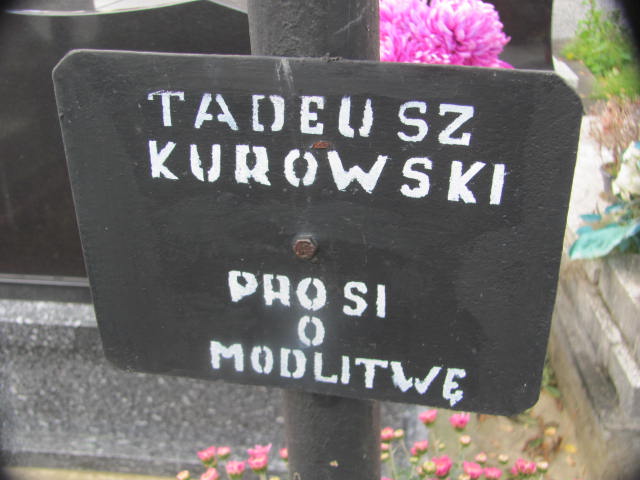 TADEUSZ
KUROWSKI
PROSI
O
MODLITWĘ